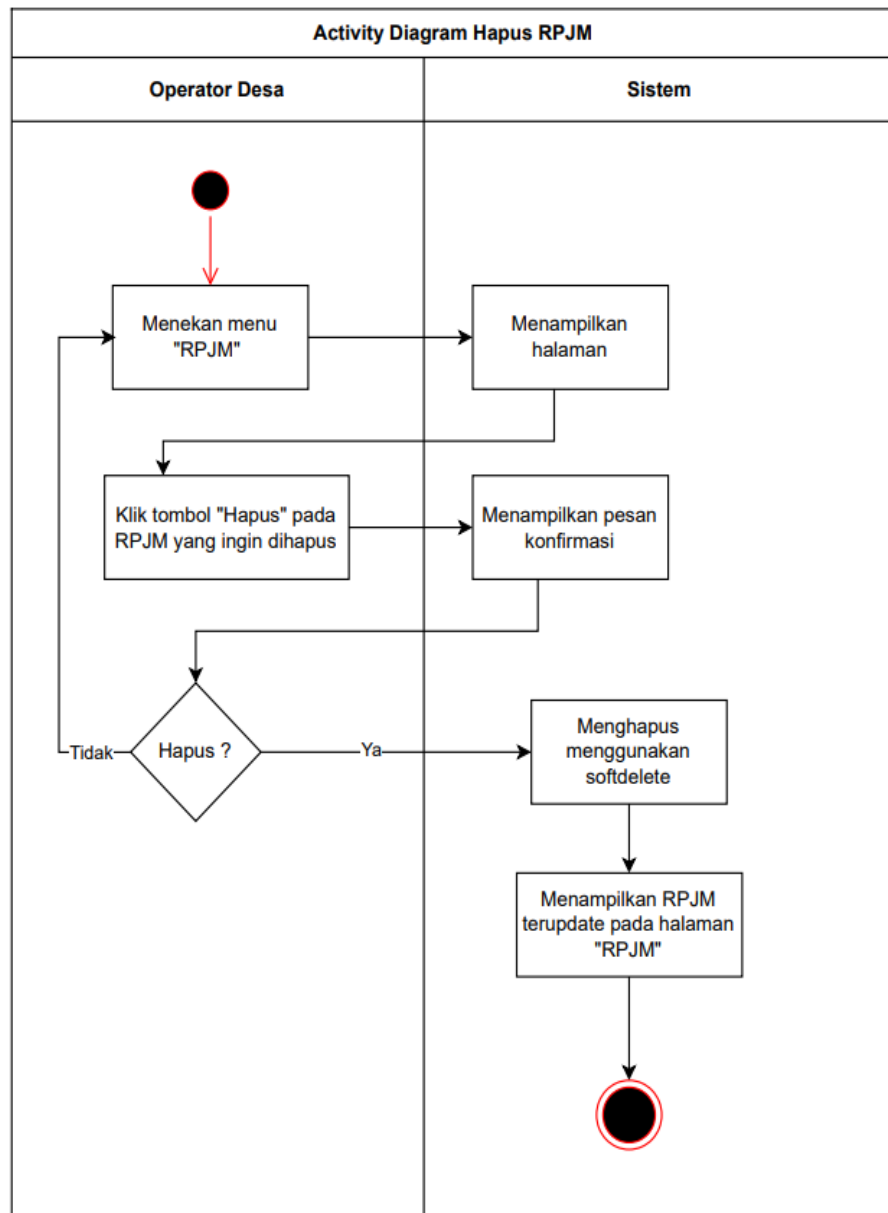 Activity Diagram Hapus RPJM
Operator Desa
Sistem
Menekan menu
"RPJM"
Menampilkan
halaman
Klik tombol "Hapus" pada
RPJM yang ingin dihapus
Menampilkan pesan
konfirmasi
Hapus ?
Tidak
Ya
Menghapus
menggunakan
softdelete
Menampilkan RPJM
terupdate pada halaman
"RPJM"